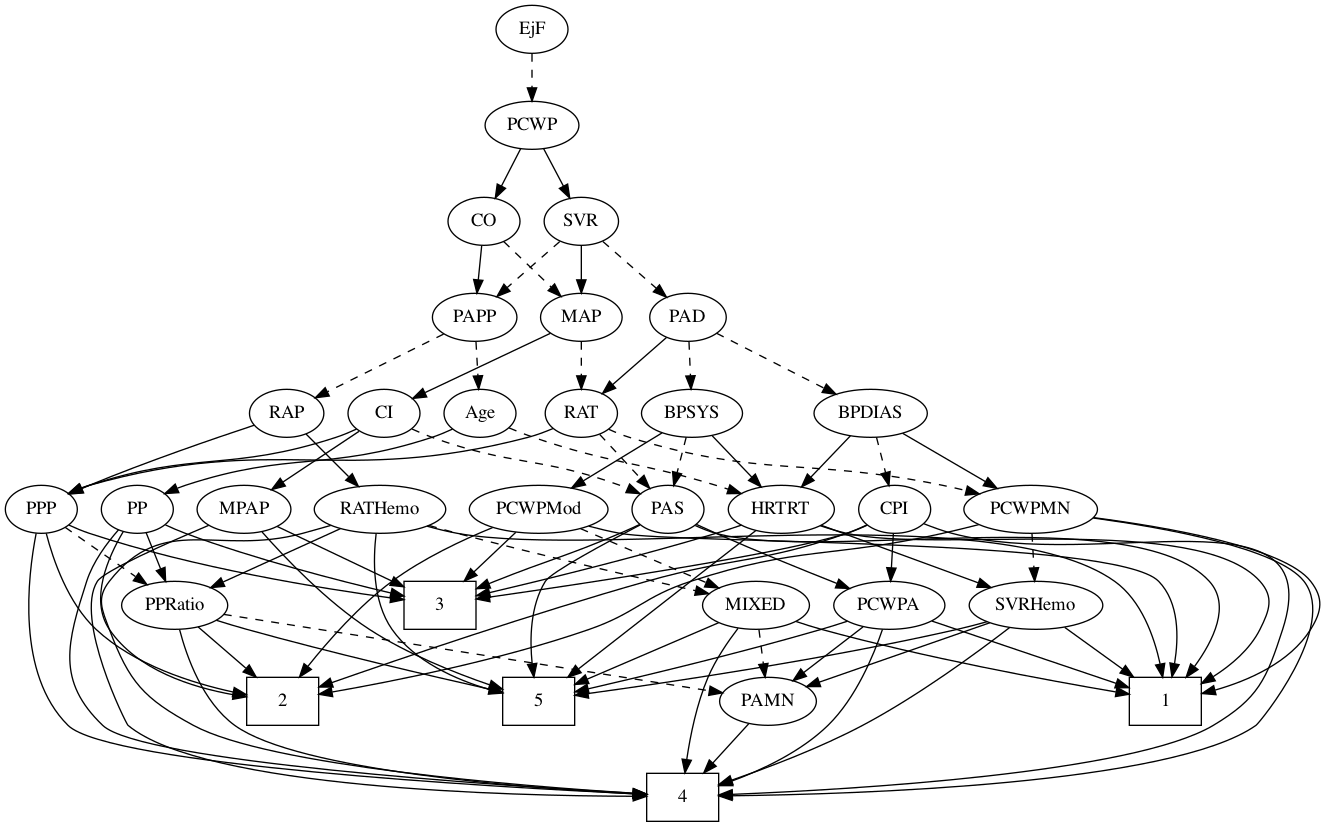 EjF
PCWP
CO
SVR
PAPP
MAP
PAD
RAP
CI
Age
RAT
BPSYS
BPDIAS
PPP
PP
MPAP
RATHemo
PCWPMod
PAS
HRTRT
CPI
PCWPMN
PPRatio
3
MIXED
PCWPA
SVRHemo
2
5
PAMN
1
4